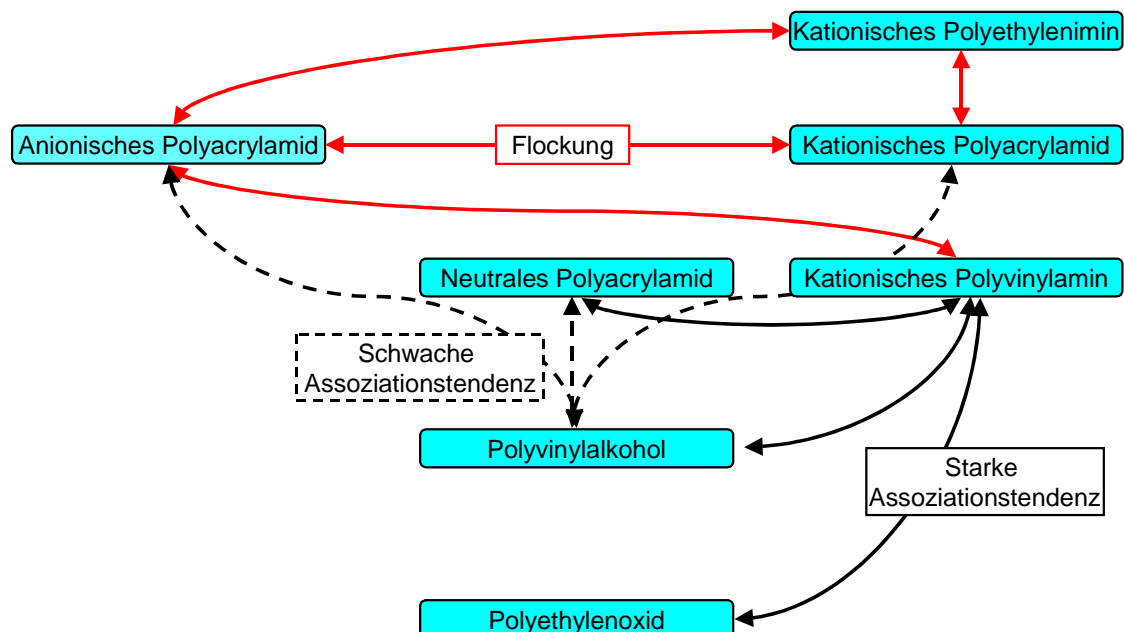 Kationisches Polyethylenimin
Anionisches Polyacrylamid
Flockung
Kationisches Polyacrylamid
Neutrales Polyacrylamid
Kationisches Polyvinylamin
Schwache
Assoziationstendenz
Polyvinylalkohol
Starke
Assoziationstendenz
Polyethylenoxid